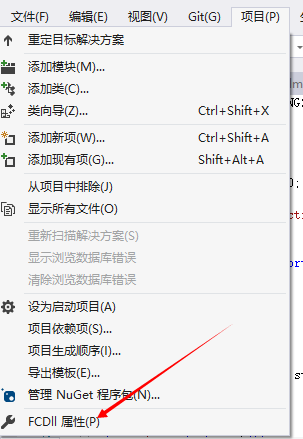 文件(F) 编辑(E) 视图(V) Git(G) 项目(P)
重定目标解决方案
添加模块(M)...
添加类(C)...
类向导(Z)... Ctrl+Shift+X
添加新项(W)... Ctrl+Shift+A
添加现有项(G)... Shift+Alt+A
从项目中排除(J)
显示所有文件(O)
重新扫描解决方案(S)
显示浏览数据库错误
清除浏览数据库错误
设为启动项目(A)
项目依赖项(S)...
项目生成顺序(I)...
导出模板(E)...
管理 NuGet 程序包(N)...
FCDll 属性(P)